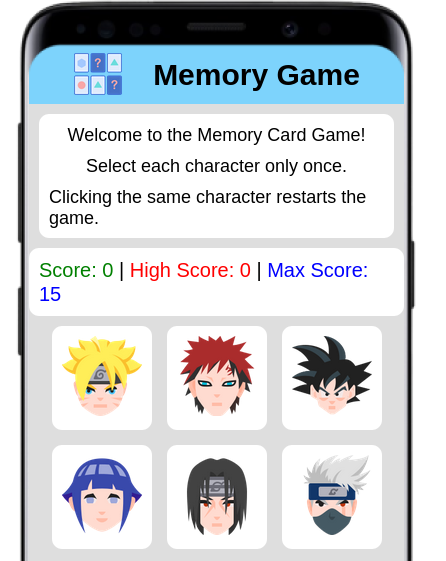 ? 
?
Memory Game
Welcome to the Memory Card Game!
Select each character only once.
Clicking the same character restarts the
game.
Score: 0 | High Score: 0 | Max Score:
15